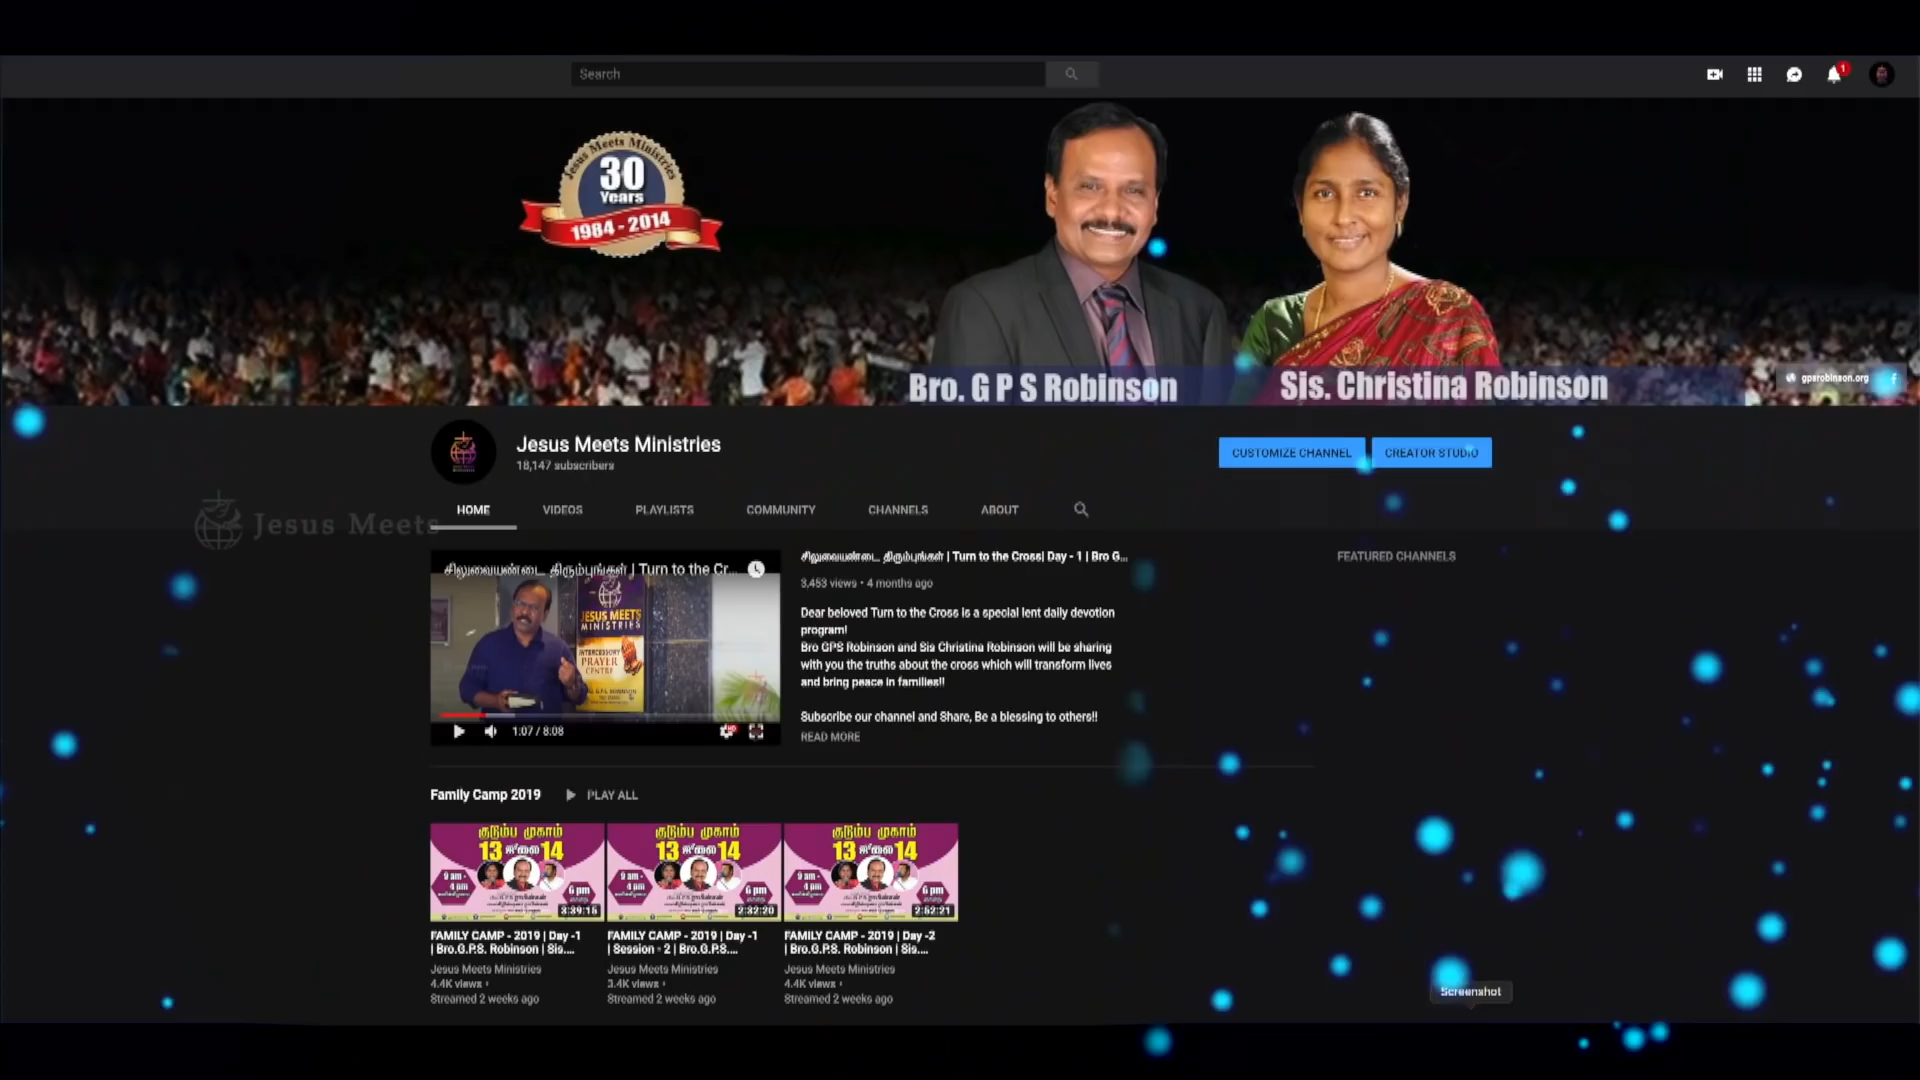 Search
1
Jesus Meets Ministries
30
Years
1984 - 2014
Bro. G P S Robinson
Sis. Christina Robinson
gpsrobinson.org
Jesus Meets Ministries
18,147 subscribers
CUSTOMIZE CHANNEL
CREATOR STUDIO
Jesus Meets
HOME
VIDEOS
PLAYLISTS
COMMUNITY
CHANNELS
ABOUT
சிலுவையண்டை திரும்புங்கள் | Turn to the Cr...
JESUS MEETS
MINISTRIES
INTERCESSORY
PRAYER
CENTRE
1:07 / 8:08
சிலுவையண்டை திரும்புங்கள் | Turn to the Cross| Day - 1 | Bro G...
3,453 views • 4 months ago
Dear beloved Turn to the Cross is a special lent daily devotion
program!
Bro GPS Robinson and Sis Christina Robinson will be sharing
with you the truths about the cross which will transform lives
and bring peace in families!!
Subscribe our channel and Share, Be a blessing to others!!
READ MORE
FEATURED CHANNELS
Family Camp 2019
PLAY ALL
குடும்ப முகாம்
13 ஜூலை 14
9 am -
4 pm
6 pm
3:39:15
குடும்ப முகாம்
13 ஜூலை 14
9 am -
4 pm
6 pm
2:32:20
குடும்ப முகாம்
13 ஜூலை 14
9 am -
4 pm
6 pm
2:52:21
FAMILY CAMP - 2019 | Day -1
| Bro.G.P.S. Robinson | Sis....
Jesus Meets Ministries
4.4K views •
Streamed 2 weeks ago
FAMILY CAMP - 2019 | Day -1
| Session - 2 | Bro.G.P.S....
Jesus Meets Ministries
3.4K views •
Streamed 2 weeks ago
FAMILY CAMP - 2019 | Day -2
| Bro.G.P.S. Robinson | Sis....
Jesus Meets Ministries
4.4K views •
Streamed 2 weeks ago
Screenshot